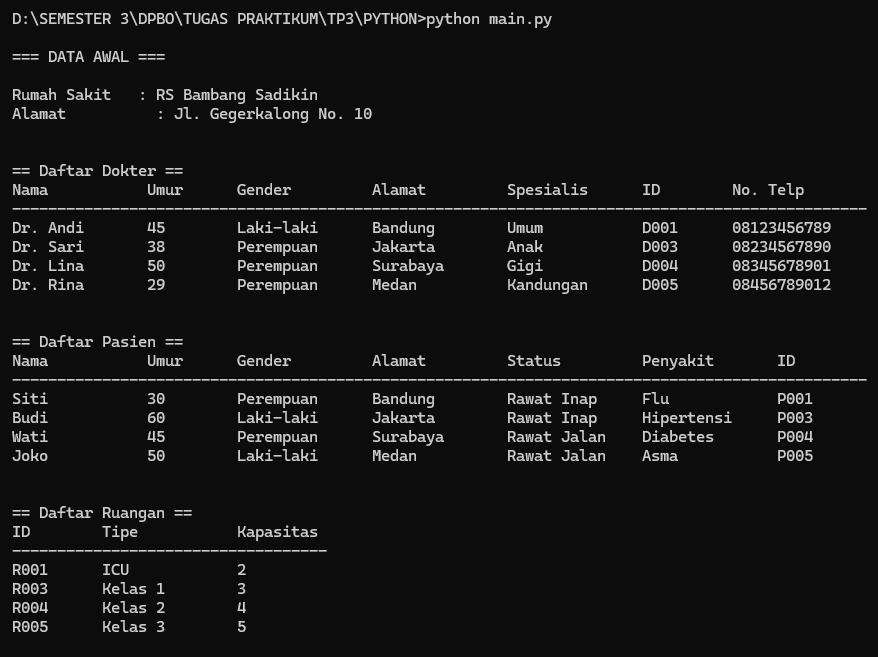 D:\SEMESTER 3\DPBO\TUGAS PRAKTIKUM\TP3\PYTHON>python main.py
=== DATA AWAL ===
Rumah Sakit   : RS Bambang Sadikin
Alamat          : Jl. Gegerkalong No. 10
== Daftar Dokter ==
Nama           Umur      Gender         Alamat         Spesialis      ID        No. Telp
-----------------------------------------------------------------------------------------------
Dr. Andi       45        Laki-laki      Bandung        Umum           D001      08123456789
Dr. Sari       38        Perempuan      Jakarta        Anak           D003      08234567890
Dr. Lina       50        Perempuan      Surabaya       Gigi           D004      08345678901
Dr. Rina       29        Perempuan      Medan          Kandungan      D005      08456789012
== Daftar Pasien ==
Nama           Umur      Gender         Alamat         Status         Penyakit       ID
-----------------------------------------------------------------------------------------------
Siti           30        Perempuan      Bandung        Rawat Inap     Flu            P001
Budi           60        Laki-laki      Jakarta        Rawat Inap     Hipertensi     P003
Wati           45        Perempuan      Surabaya       Rawat Jalan    Diabetes       P004
Joko           50        Laki-laki      Medan          Rawat Jalan    Asma           P005
== Daftar Ruangan ==
ID        Tipe           Kapasitas
-----------------------------------
R001      ICU            2
R003      Kelas 1        3
R004      Kelas 2        4
R005      Kelas 3        5